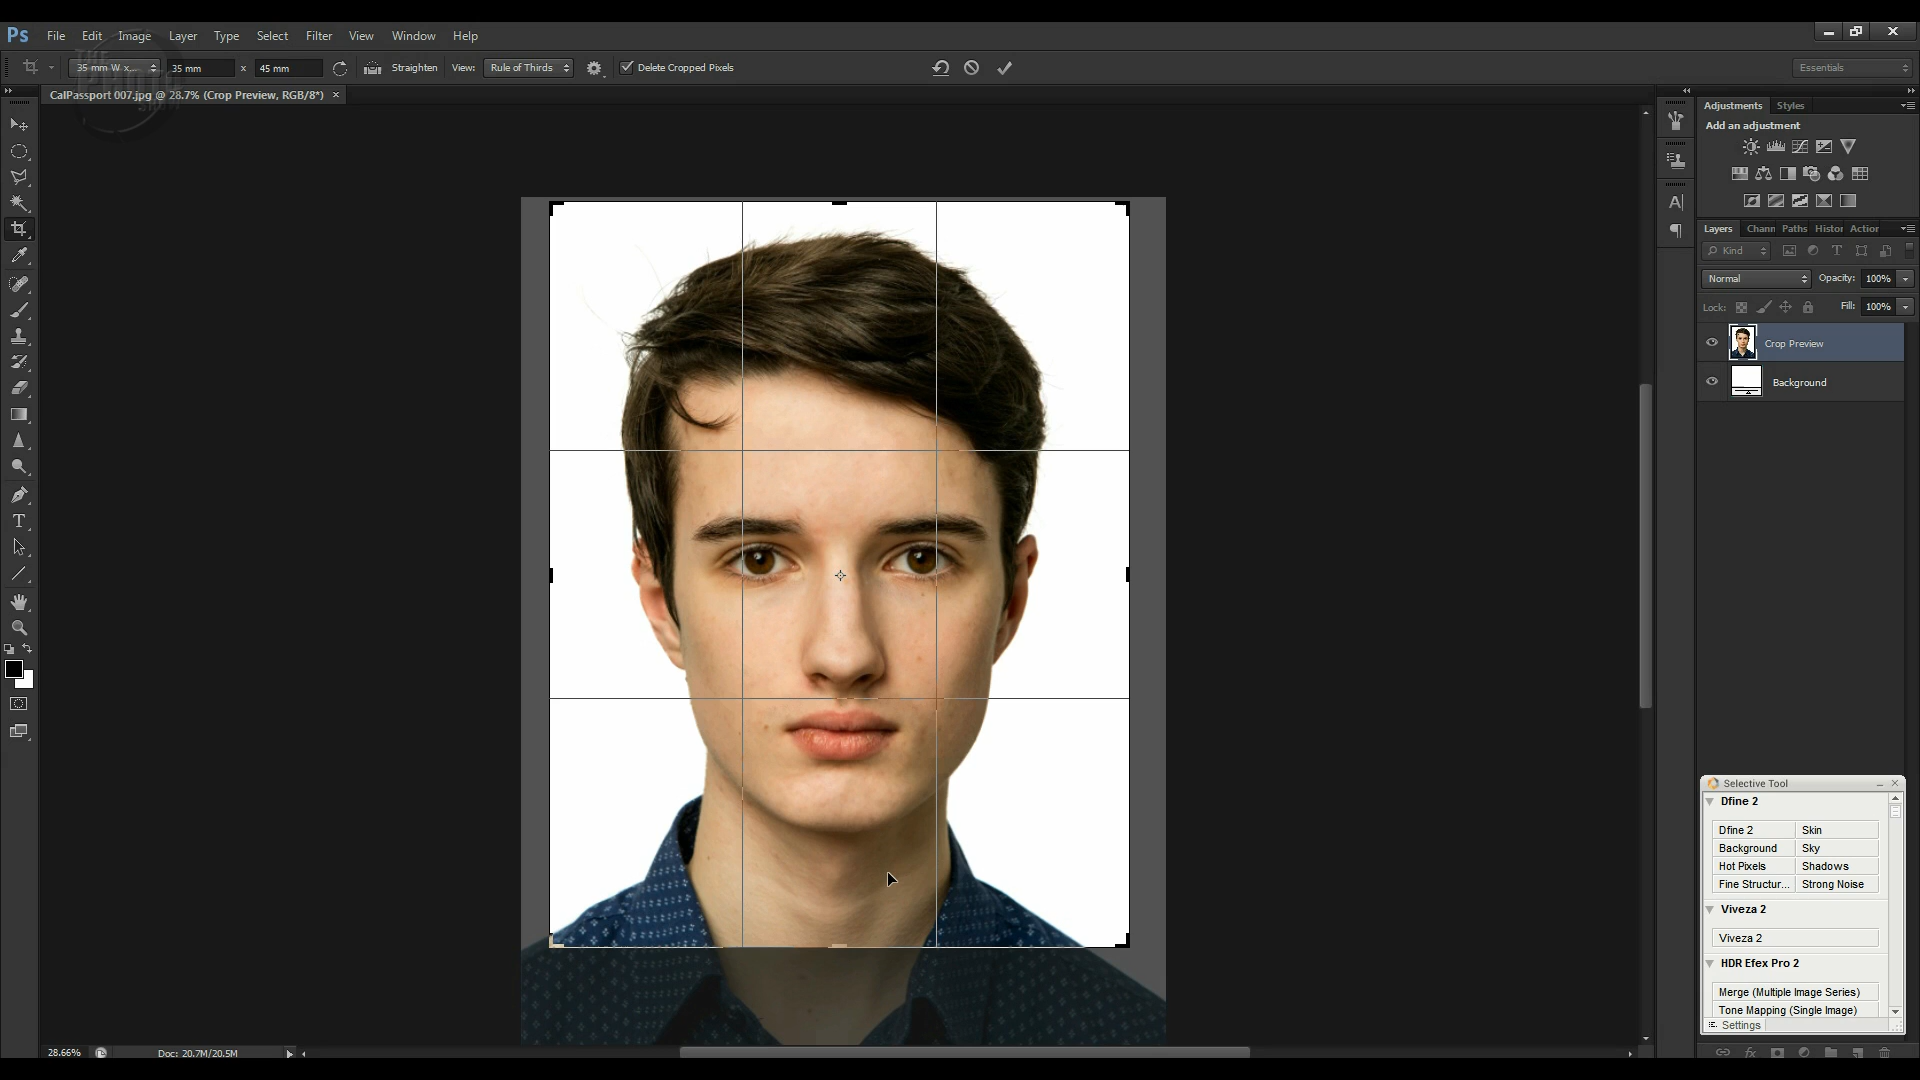 Ps File Edit Image Layer Type Select Filter View Window Help
35 mm W x... 35 mm x 45 mm Straighten View: Rule of Thirds Delete Cropped Pixels Essentials
CalPassport 007.jpg @ 28.7% (Crop Preview, RGB/8*) ×
Adjustments Styles
Add an adjustment
Layers Chann Paths Histor Action
Kind
Normal Opacity: 100%
Lock: Fill: 100%
Crop Preview
Background
Selective Tool
Dfine 2
Dfine 2 Skin
Background Sky
Hot Pixels Shadows
Fine Structur... Strong Noise
Viveza 2
Viveza 2
HDR Efex Pro 2
Merge (Multiple Image Series)
Tone Mapping (Single Image)
Settings
28.66% Doc: 20.7M/20.5M